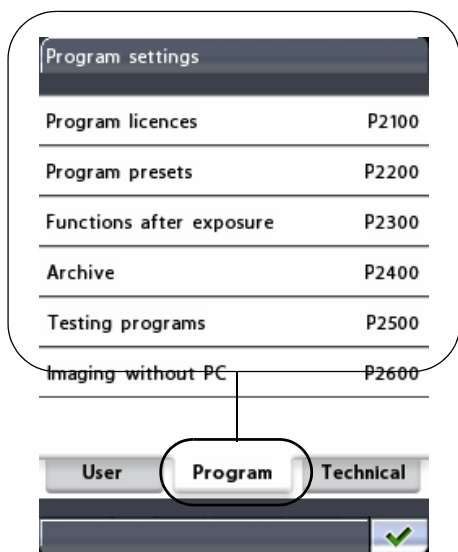 Program settings
Program licences P2100
Program presets P2200
Functions after exposure P2300
Archive P2400
Testing programs P2500
Imaging without PC P2600
User Program Technical